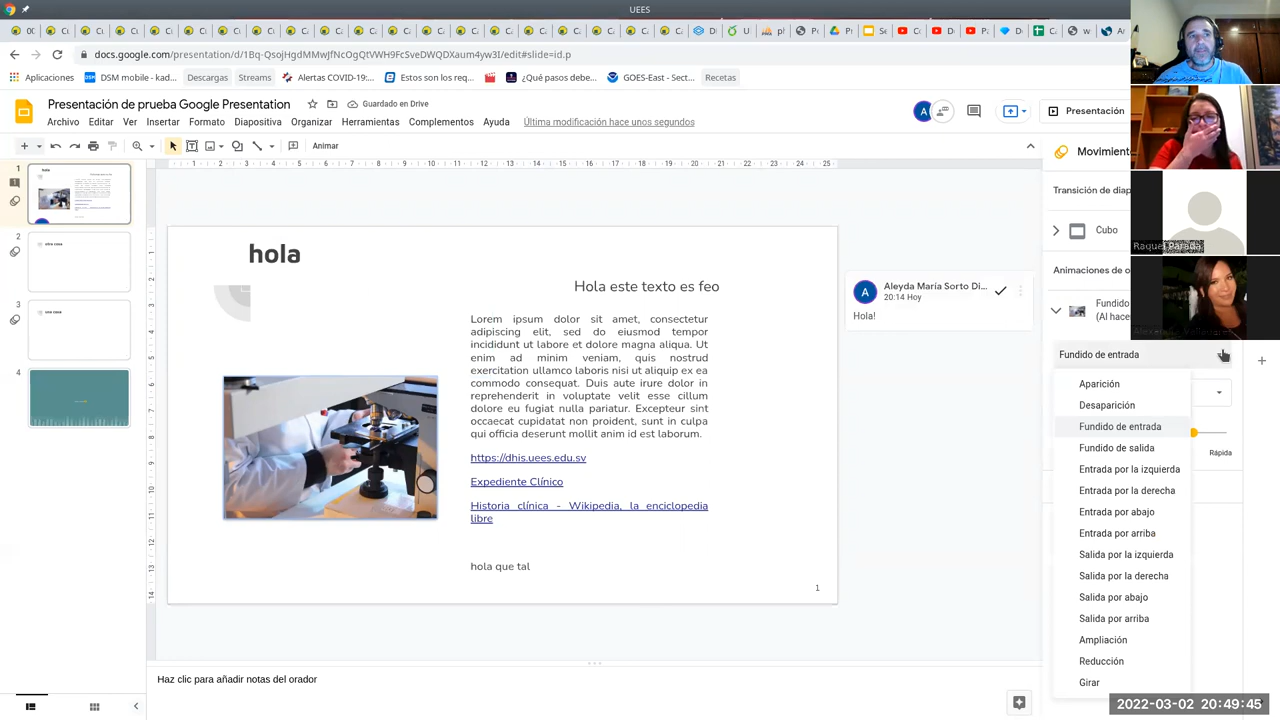 UEES
docs.google.com/presentation/d/1Bq-QsojHgdMMwJfNcOgQtVWH9FcSveDWQDXaum4yw3I/edit#slide=id.p
Aplicaciones
DSM mobile - kad...
Descargas
Streams
Alertas COVID-19:...
Estos son los req...
¿Qué pasos debe...
GOES-East - Sect...
Recetas
Presentación de prueba Google Presentation
Guardado en Drive
Archivo Editar Ver Insertar Formato Herramientas Complementos Ayuda
Última modificación hace unos segundos
Presentación
Animar
Movimie
Transición de diap
Cubo
Animaciones de o
Fundido
(Al hace
Fundido de entrada
Aparición
Desaparición
Fundido de entrada
Fundido de salida
Entrada por la izquierda
Entrada por la derecha
Entrada por abajo
Entrada por arriba
Salida por la izquierda
Salida por la derecha
Salida por abajo
Salida por arriba
Ampliación
Reducción
Girar
Rápida
1
2
3
4
hola
Hola este texto es feo
Lorem ipsum dolor sit amet, consectetur
adipiscing elit, sed do eiusmod tempor
incididunt ut labore et dolore magna aliqua. Ut
enim ad minim veniam, quis nostrud
exercitation ullamco laboris nisi ut aliquip ex ea
commodo consequat. Duis aute irure dolor in
reprehenderit in voluptate velit esse cillum
dolore eu fugiat nulla pariatur. Excepteur sint
occaecat cupidatat non proident, sunt in culpa
qui officia deserunt mollit anim id est laborum.
https://dhis.uees.edu.sv
Expediente Clínico
Historia clínica - Wikipedia, la enciclopedia
libre
hola que tal
1
A
Aleyda María Sorto Di...
20:14 Hoy
Hola!
Haz clic para añadir notas del orador
Raquel Parada
2022-03-02 20:49:45